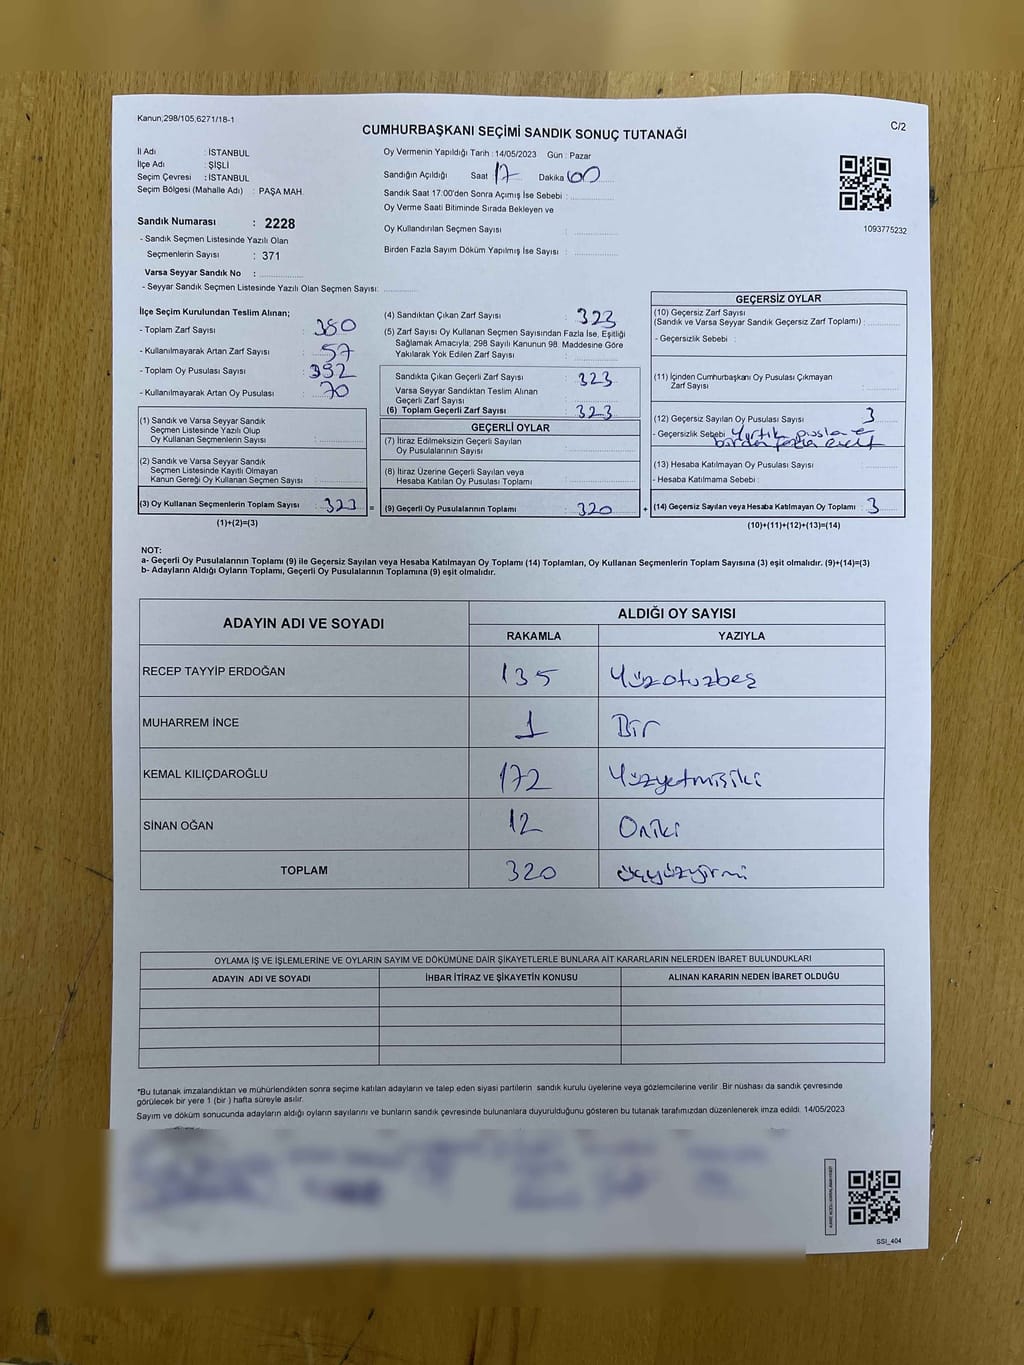 Kanun;298/105,6271/18-1
C/2
CUMHURBAŞKANI SEÇİMİ SANDIK SONUÇ TUTANAĞI
İl Adı : İSTANBUL
İlçe Adı : ŞİŞLİ
Seçim Çevresi : İSTANBUL
Seçim Bölgesi (Mahalle Adı) : PAŞA MAH.
Sandık Numarası : 2228
- Sandık Seçmen Listesinde Yazılı Olan
Seçmenlerin Sayısı : 371
Varsa Seyyar Sandık No :
- Seyyar Sandık Seçmen Listesinde Yazılı Olan Seçmen Sayısı:
Oy Vermenin Yapıldığı Tarih : 14/05/2023 Gün : Pazar
Sandığın Açıldığı Saat 17 Dakika 00
Sandık Saat 17:00'den Sonra Açımış İse Sebebi :
Oy Verme Saati Bitiminde Sırada Bekleyen ve
Oy Kullandırılan Seçmen Sayısı :
Birden Fazla Sayım Döküm Yapılmış İse Sayısı :
1093775232
İlçe Seçim Kurulundan Teslim Alınan;
- Toplam Zarf Sayısı : 380
- Kullanılmayarak Artan Zarf Sayısı : 57
- Toplam Oy Pusulası Sayısı : 392
- Kullanılmayarak Artan Oy Pusulası : 70
(1) Sandık ve Varsa Seyyar Sandık
Seçmen Listesinde Yazılı Olup
Oy Kullanan Seçmenlerin Sayısı :
(2) Sandık ve Varsa Seyyar Sandık
Seçmen Listesinde Kayıtlı Olmayan
Kanun Gereği Oy Kullanan Seçmen Sayısı :
(3) Oy Kullanan Seçmenlerin Toplam Sayısı : 323 =
(1)+(2)=(3)
(4) Sandıktan Çıkan Zarf Sayısı : 323
(5) Zarf Sayısı Oy Kullanan Seçmen Sayısından Fazla İse, Eşitliği
Sağlamak Amacıyla; 298 Sayılı Kanunun 98. Maddesine Göre
Yakılarak Yok Edilen Zarf Sayısı :
Sandıkta Çıkan Geçerli Zarf Sayısı : 323
Varsa Seyyar Sandıktan Teslim Alınan
Geçerli Zarf Sayısı :
(6) Toplam Geçerli Zarf Sayısı : 323
GEÇERLİ OYLAR
(7) İtiraz Edilmeksizin Geçerli Sayılan
Oy Pusulalarının Sayısı :
(8) İtiraz Üzerine Geçerli Sayılan veya
Hesaba Katılan Oy Pusulası Toplamı :
(9) Geçerli Oy Pusulalarının Toplamı : 320 +
GEÇERSİZ OYLAR
(10) Geçersiz Zarf Sayısı
(Sandık ve Varsa Seyyar Sandık Geçersiz Zarf Toplamı) :
- Geçersizlik Sebebi :
(11) İçinden Cumhurbaşkanı Oy Pusulası Çıkmayan
Zarf Sayısı :
(12) Geçersiz Sayılan Oy Pusulası Sayısı : 3
- Geçersizlik Sebebi : Yırtık pusula
birden fazla evet
(13) Hesaba Katılmayan Oy Pusulası Sayısı :
- Hesaba Katılmama Sebebi :
(14) Geçersiz Sayılan veya Hesaba Katılmayan Oy Toplamı : 3
(10)+(11)+(12)+(13)=(14)
NOT:
a- Geçerli Oy Pusulalarının Toplamı (9) ile Geçersiz Sayılan veya Hesaba Katılmayan Oy Toplamı (14) Toplamları, Oy Kullanan Seçmenlerin Toplam Sayısına (3) eşit olmalıdır. (9)+(14)=(3)
b- Adayların Aldığı Oyların Toplamı, Geçerli Oy Pusulalarının Toplamına (9) eşit olmalıdır.
ADAYIN ADI VE SOYADI ALDIĞI OY SAYISI
RAKAMLA YAZIYLA
RECEP TAYYİP ERDOĞAN 135 Yüzotuzbeş
MUHARREM İNCE 1 Bir
KEMAL KILIÇDAROĞLU 172 Yüzyetmişiki
SİNAN OĞAN 12 Oniki
TOPLAM 320 üçyüzyirmi
OYLAMA İŞ VE İŞLEMLERİNE VE OYLARIN SAYIM VE DÖKÜMÜNE DAİR ŞİKAYETLERLE BUNLARA AİT KARARLARIN NELERDEN İBARET BULUNDUKLARI
ADAYIN ADI VE SOYADI İHBAR İTİRAZ VE ŞİKAYETİN KONUSU ALINAN KARARIN NEDEN İBARET OLDUĞU
*Bu tutanak imzalandıktan ve mühürlendikten sonra seçime katılan adayların ve talep eden siyasi partilerin sandık kurulu üyelerine veya gözlemcilerine verilir .Bir nüshası da sandık çevresinde
görülecek bir yere 1 (bir ) hafta süreyle asılır.
Sayım ve döküm sonucunda adayların aldığı oyların sayılarını ve bunların sandık çevresinde bulunanlara duyurulduğunu gösteren bu tutanak tarafımızdan düzenlenerek imza edildi. 14/05/2023
SSI_404